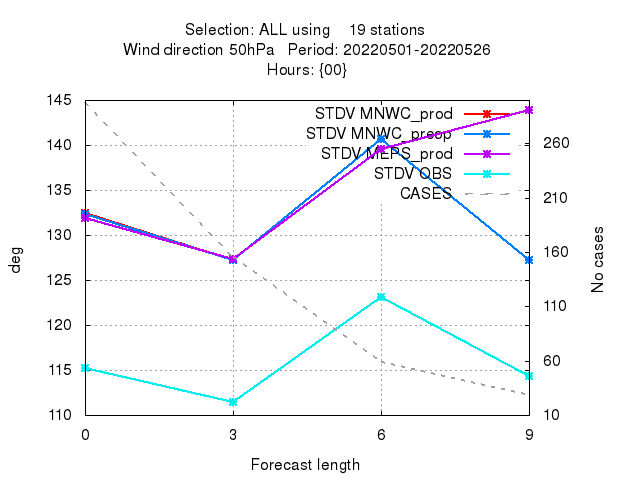 Selection: ALL using 19 stations
Wind direction 50hPa Period: 20220501-20220526
Hours: {00}
STDV MNWC_prod
STDV MNWC_preop
STDV MEPS_prod
STDV OBS
CASES
145
140
135
130
125
120
115
110
260
210
160
110
60
10
deg
No cases
0 3 6 9
Forecast length